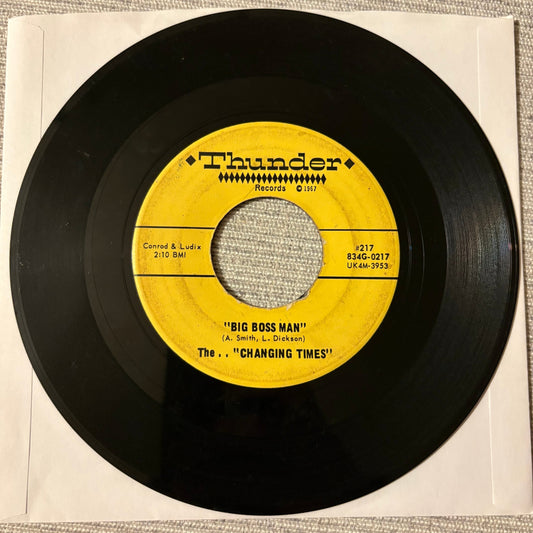 Thunder
Records © 1967
Conrod & Ludix
2:10 BMI
#217
834G-0217
UK4M-3953
"BIG BOSS MAN"
(A. Smith, L. Dickson)
The.. "CHANGING TIMES"